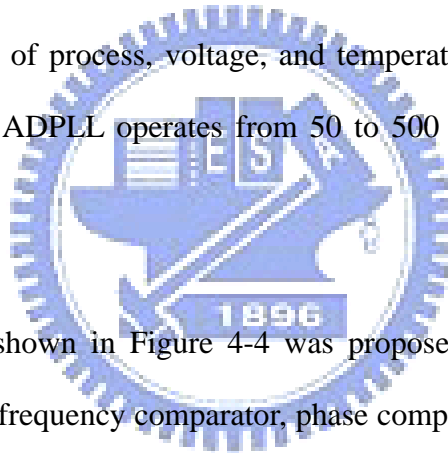 of process, voltage, and temperat
ADPLL operates from 50 to 500
E S A
1896
shown in Figure 4-4 was propose
frequency comparator, phase comp